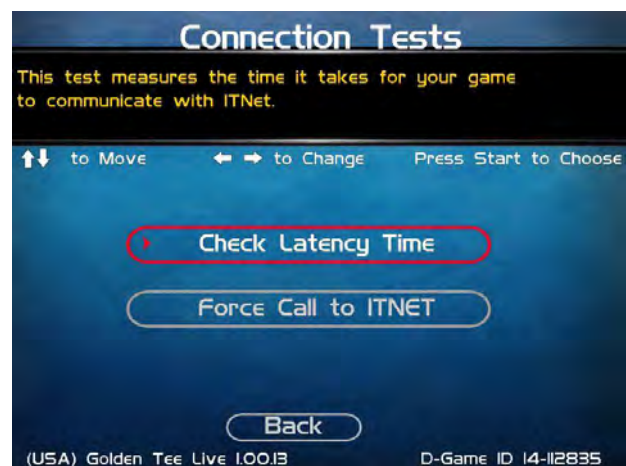 Connection Tests
This test measures the time it takes for your game
to communicate with ITNet.
↑↓ to Move ← → to Change Press Start to Choose
Check Latency Time
Force Call to ITNET
Back
(USA) Golden Tee Live 1.00.13 D-Game ID 14-112835